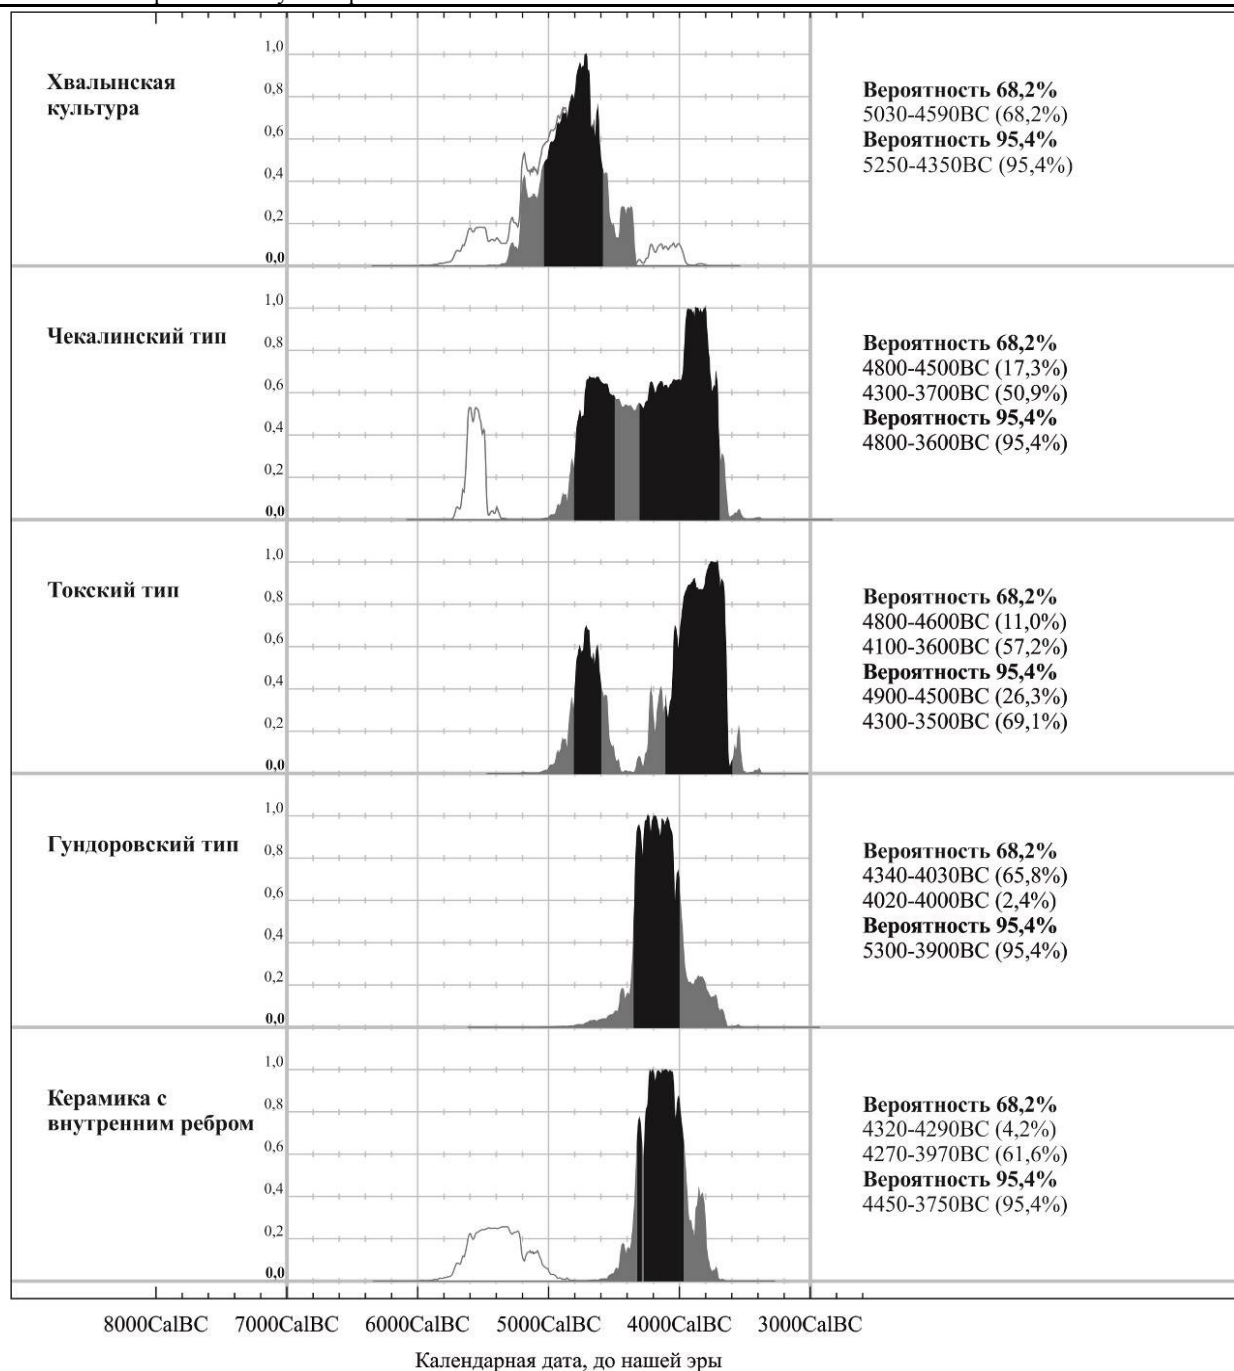 1,0
Хвалынская
культура
0,8
0,6
0,4
0,2
0,0
Вероятность 68,2%
5030-4590BC (68,2%)
Вероятность 95,4%
5250-4350BC (95,4%)
1,0
Чекалинский тип
0,8
0,6
0,4
0,2
0,0
Вероятность 68,2%
4800-4500BC (17,3%)
4300-3700BC (50,9%)
Вероятность 95,4%
4800-3600BC (95,4%)
1,0
Токский тип
0,8
0,6
0,4
0,2
0,0
Вероятность 68,2%
4800-4600BC (11,0%)
4100-3600BC (57,2%)
Вероятность 95,4%
4900-4500BC (26,3%)
4300-3500BC (69,1%)
1,0
Гундоровский тип
0,8
0,6
0,4
0,2
0,0
Вероятность 68,2%
4340-4030BC (65,8%)
4020-4000BC (2,4%)
Вероятность 95,4%
5300-3900BC (95,4%)
1,0
Керамика с
внутренним ребром
0,8
0,6
0,4
0,2
0,0
Вероятность 68,2%
4320-4290BC (4,2%)
4270-3970BC (61,6%)
Вероятность 95,4%
4450-3750BC (95,4%)
8000CalBC 7000CalBC 6000CalBC 5000CalBC 4000CalBC 3000CalBC
Календарная дата, до нашей эры